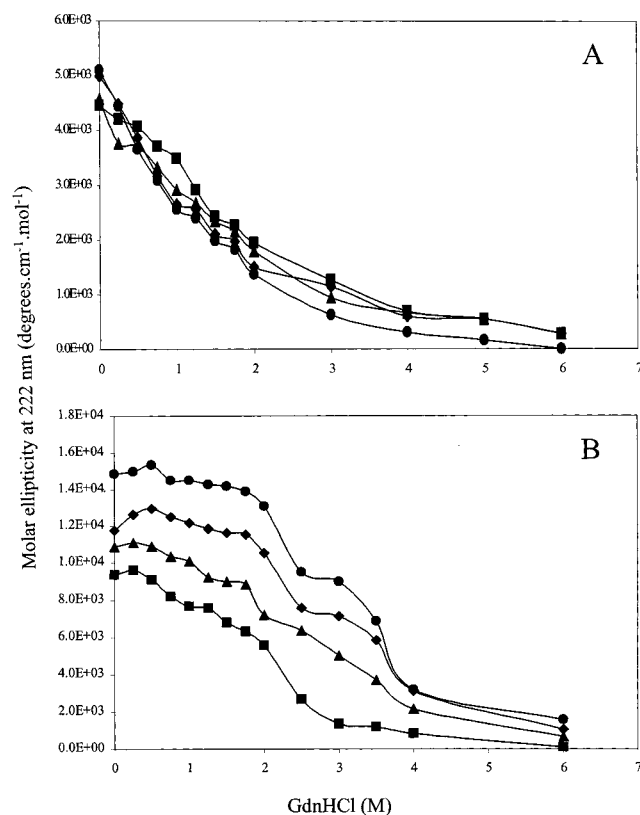 A
6.0E+03
5.0E+03
4.0E+03
3.0E+03
2.0E+03
1.0E+03
0.0E+00
0 1 2 3 4 5 6 7
Molar ellipticity at 222 nm (degrees.cm⁻¹.mol⁻¹)
B
1.8E+04
1.6E+04
1.4E+04
1.2E+04
1.0E+04
8.0E+03
6.0E+03
4.0E+03
2.0E+03
0.0E+00
0 1 2 3 4 5 6 7
GdnHCl (M)